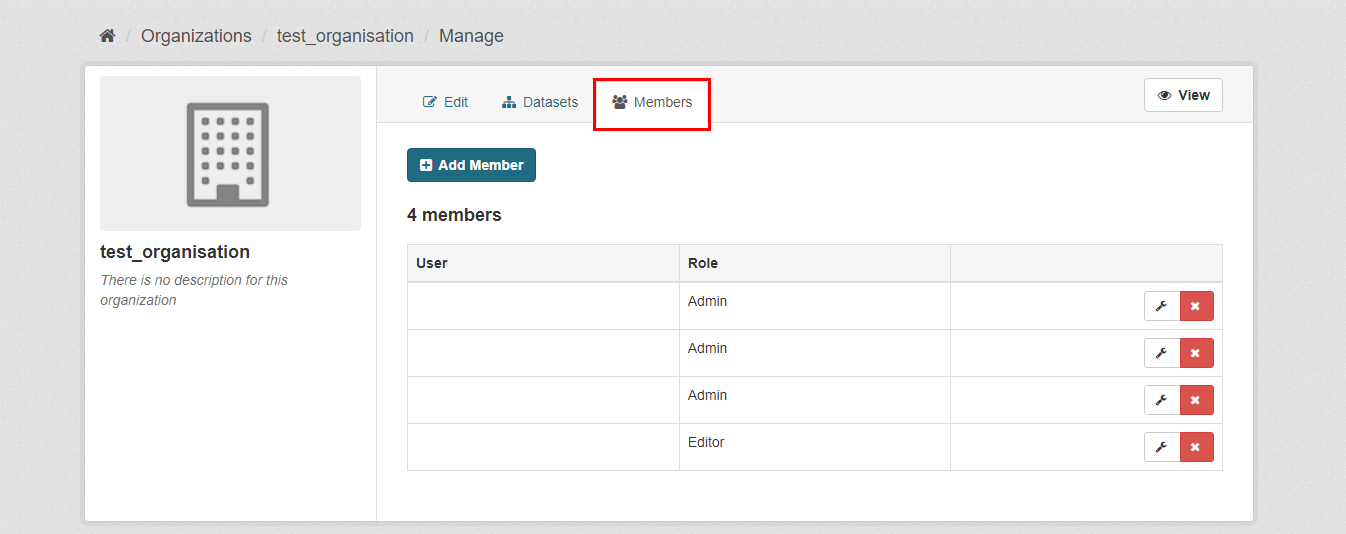 / Organizations / test_organisation / Manage
Edit Datasets Members View
Add Member
4 members
test_organisation
There is no description for this
organization
User Role
Admin
Admin
Admin
Editor